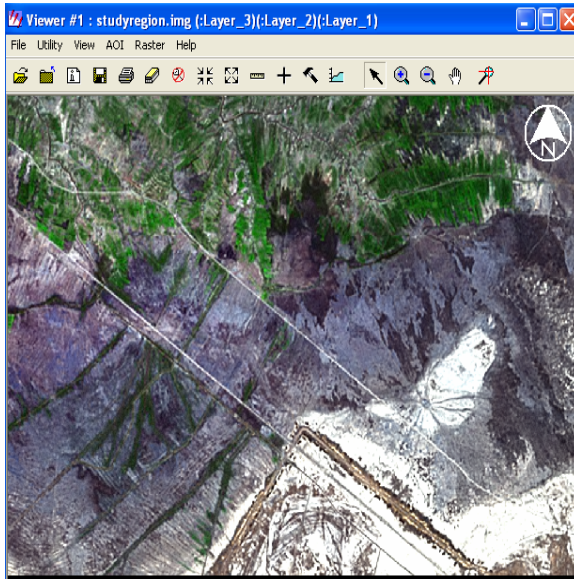 Viewer #1 : studyregion.img (:Layer_3)(:Layer_2)(:Layer_1)
File Utility View AOI Raster Help
N